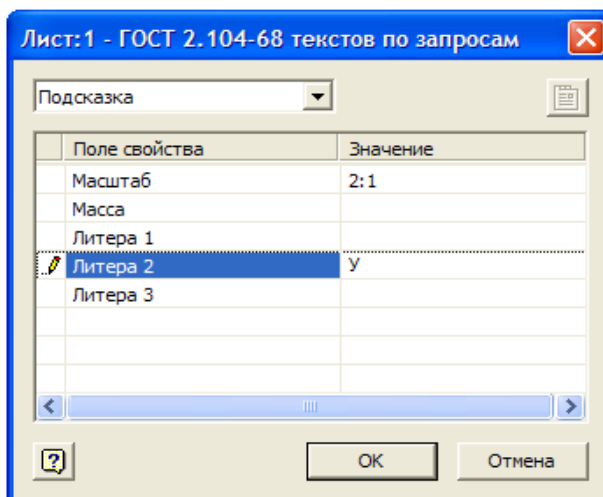 Лист:1 - ГОСТ 2.104-68 текстов по запросам
Подсказка
Поле свойства Значение
Масштаб 2:1
Масса
Литера 1
Литера 2 У
Литера 3
OK Отмена